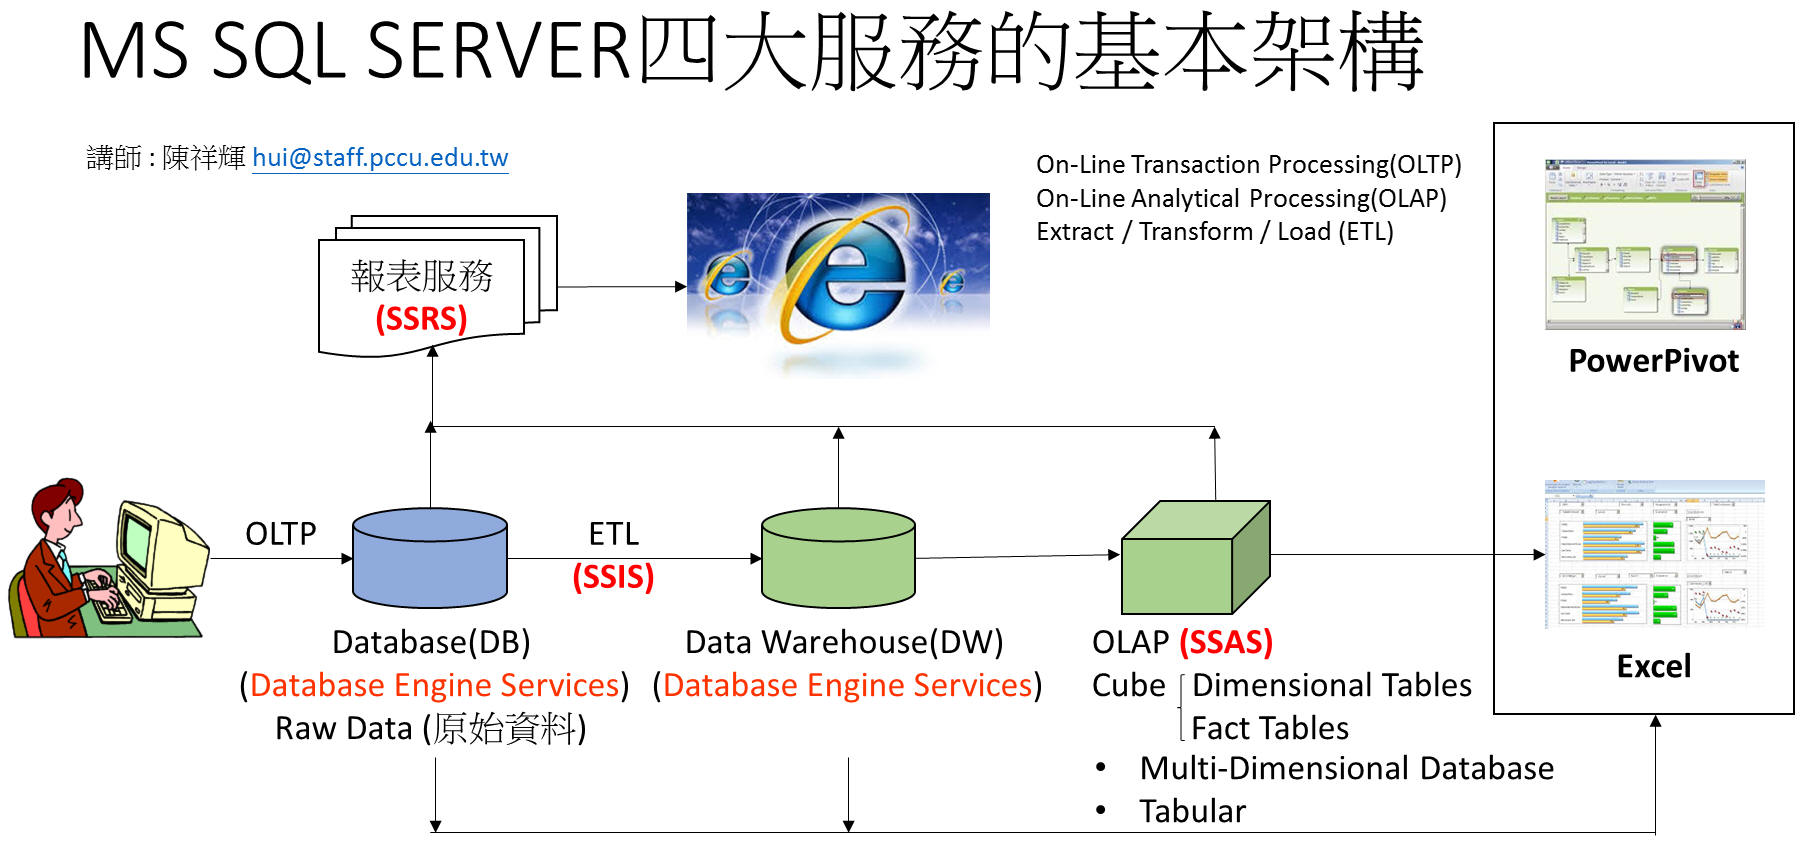 MS SQL SERVER四大服務的基本架構
講師 : 陳祥輝 hui@staff.pccu.edu.tw
On-Line Transaction Processing(OLTP)
On-Line Analytical Processing(OLAP)
Extract / Transform / Load (ETL)
報表服務
(SSRS)
PowerPivot
OLTP
ETL
(SSIS)
Database(DB)
(Database Engine Services)
Raw Data (原始資料)
Data Warehouse(DW)
(Database Engine Services)
OLAP (SSAS)
Cube Dimensional Tables
Fact Tables
• Multi-Dimensional Database
• Tabular
Excel